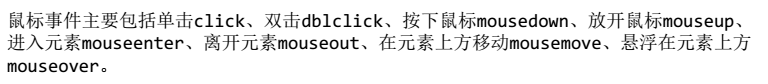 鼠标事件主要包括单击click、双击dblclick、按下鼠标mousedown、放开鼠标mouseup、
进入元素mouseenter、离开元素mouseout、在元素上方移动mousemove、悬浮在元素上方
mouseover。